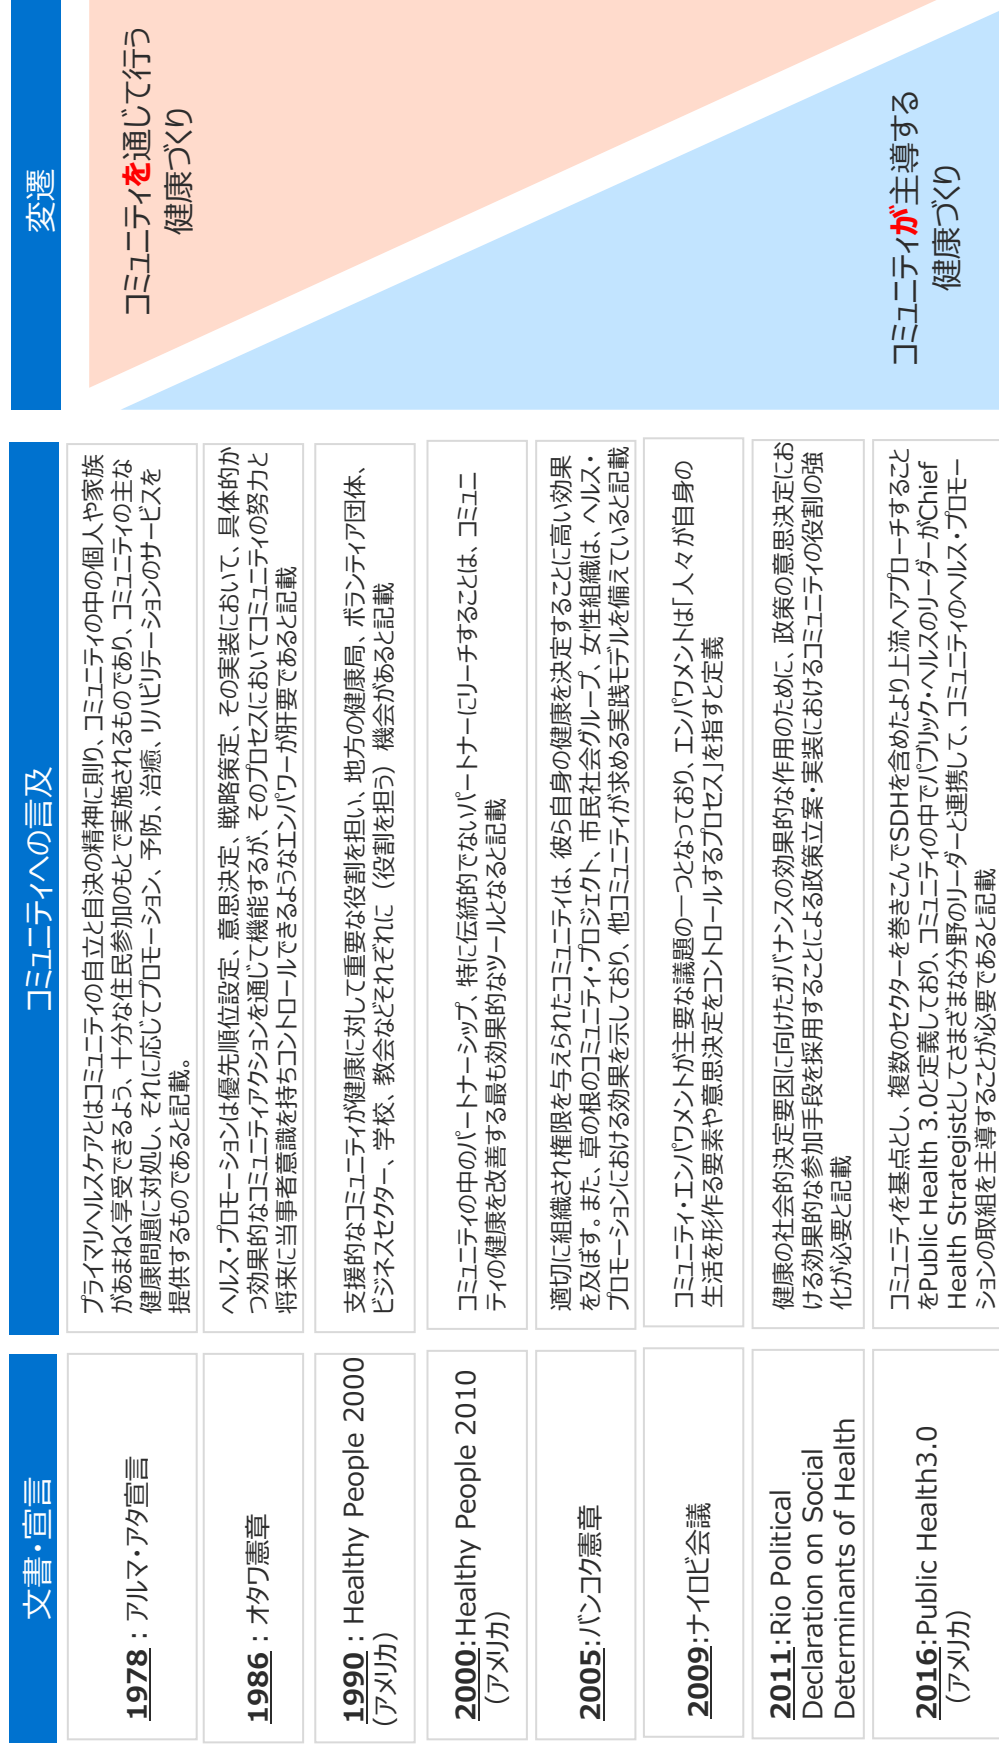 文書・宣言
コミュニティへの言及
変遷
1978：アルマ・アタ宣言
プライマリヘルスケアとはコミュニティの自立と自決の精神に則り、コミュニティの中の個人や家族
があまねく享受できるよう、十分な住民参加のもとで実施されるものであり、コミュニティの主な
健康問題に対処し、それに応じてプロモーション、予防、治癒、リハビリテーションのサービスを
提供するものであると記載。
1986：オタワ憲章
ヘルス・プロモーションは優先順位設定、意思決定、戦略策定、その実装において、具体的か
つ効果的なコミュニティアクションを通じて機能するが、そのプロセスにおいてコミュニティの努力と
将来に当事者意識を持ちコントロールできるようなエンパワーが肝要であると記載
1990：Healthy People 2000
（アメリカ）
支援的なコミュニティが健康に対して重要な役割を担い、地方の健康局、ボランティア団体、
ビジネスセクター、学校、教会などそれぞれに（役割を担う）機会があると記載
2000:Healthy People 2010
（アメリカ）
コミュニティの中のパートナーシップ、特に伝統的でないパートナーにリーチすることは、コミュニ
ティの健康を改善する最も効果的なツールとなると記載
2005:バンコク憲章
適切に組織され権限を与えられたコミュニティは、彼ら自身の健康を決定することに高い効果
を及ぼす。また、草の根のコミュニティ・プロジェクト、市民社会グループ、女性組織は、ヘルス・
プロモーションにおける効果を示しており、他コミュニティが求める実践モデルを備えていると記載
2009:ナイロビ会議
コミュニティ・エンパワメントが主要な議題の一つとなっており、エンパワメントは「人々が自身の
生活を形作る要素や意思決定をコントロールするプロセス」を指すと定義
2011:Rio Political
Declaration on Social
Determinants of Health
健康の社会的決定要因に向けたガバナンスの効果的な作用のために、政策の意思決定にお
ける効果的な参加手段を採用することによる政策立案・実装におけるコミュニティの役割の強
化が必要と記載
2016:Public Health3.0
（アメリカ）
コミュニティを基点とし、複数のセクターを巻きこんでSDHを含めたより上流へアプローチすること
をPublic Health 3.0と定義しており、コミュニティの中でパブリック・ヘルスのリーダーがChief
Health Strategistとしてさまざまな分野のリーダーと連携して、コミュニティのヘルス・プロモー
ションの取組を主導することが必要であると記載
コミュニティを通じて行う
健康づくり
コミュニティが主導する
健康づくり